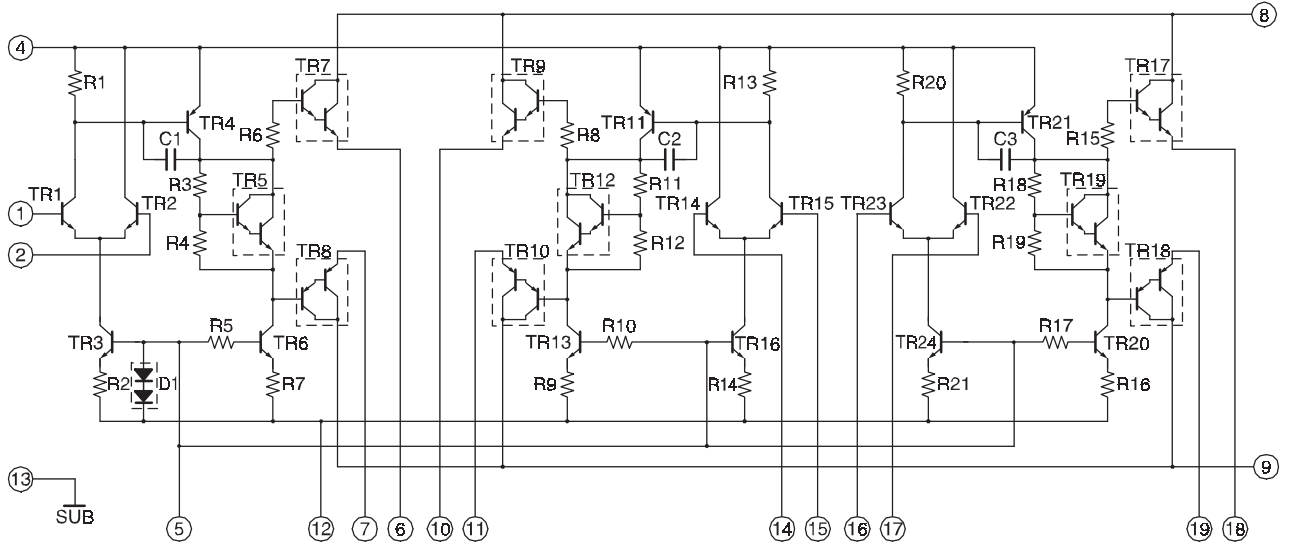 8
4
TR7 TR9 TR17
R1 R13 R20
TR4 R6 R8 TR11 TR21 R15
C1 C2 C3
R3 TR5 TR12 R11 R18 TR19
TR1 TR2 TR14 TR15 TR23 TR22
1
R4 R12 R19
2
TR8 TR10 TR18
R5 R10 R17
TR3 TR6 TR13 TR16 TR24 TR20
R2 D1 R7 R9 R14 R21 R16
13 9
SUB
5 12 7 6 10 11 14 15 16 17 19 18